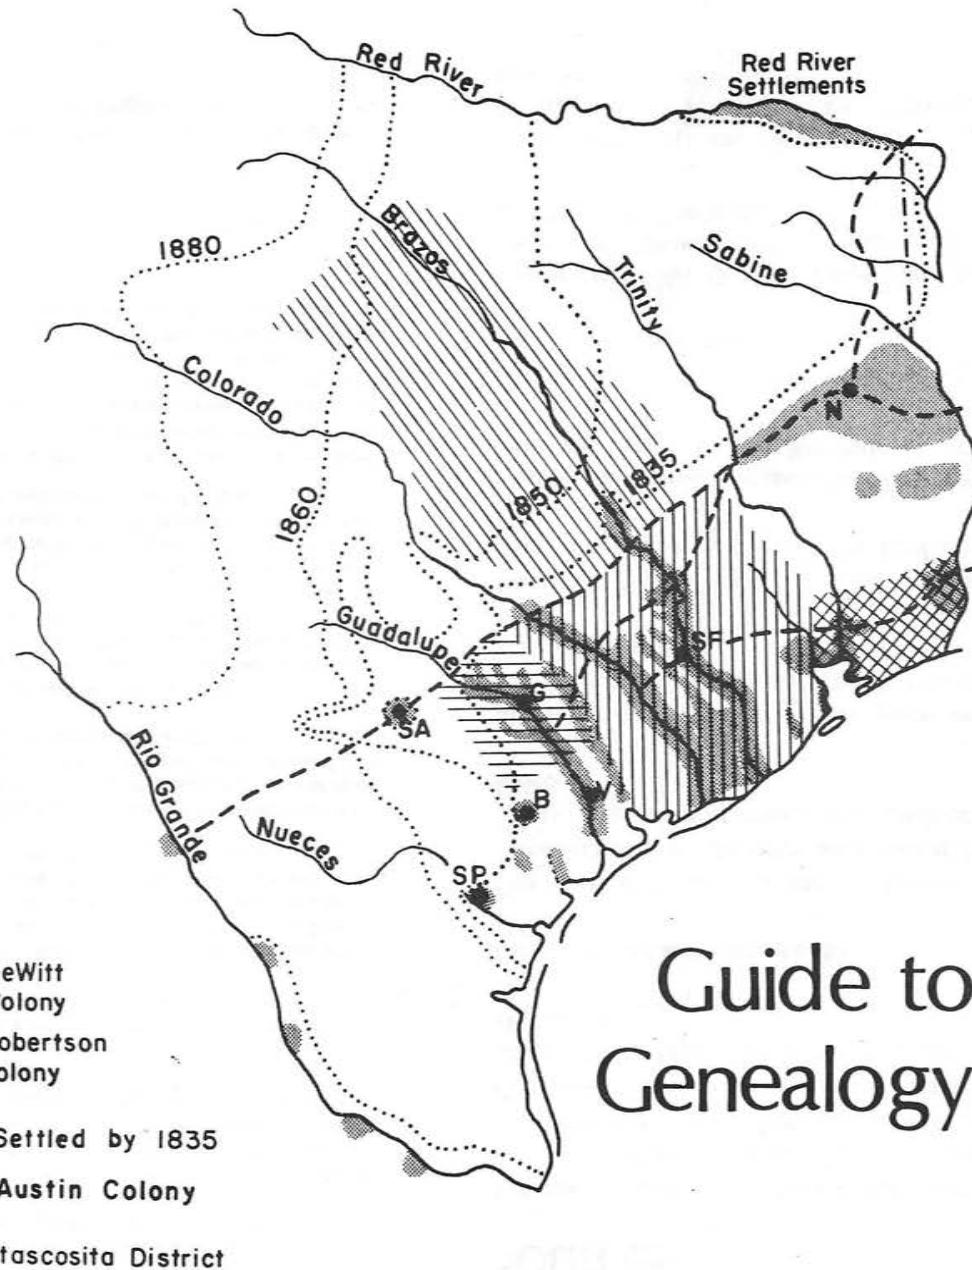 Red River
Red River
Settlements
Brazos
1880
Sabine
Trinity
Colorado
N
1835
1850
1860
Guadalupe
SF
G
SA
Rio Grande
B
V
Nueces
SP
eWitt
olony
obertson
olony
Settled by 1835
Austin Colony
tascosita District
Guide to
Genealogy